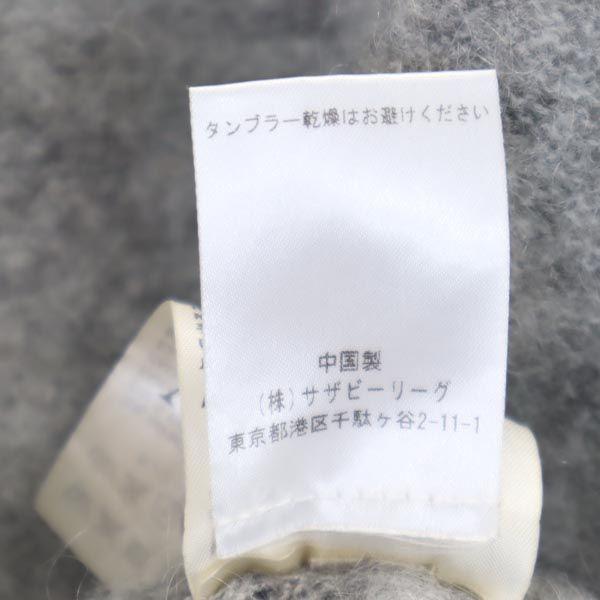 タンブラー乾燥はお避けください
中国製
(株)サザビーリーグ
東京都港区千駄ヶ谷2-11-1